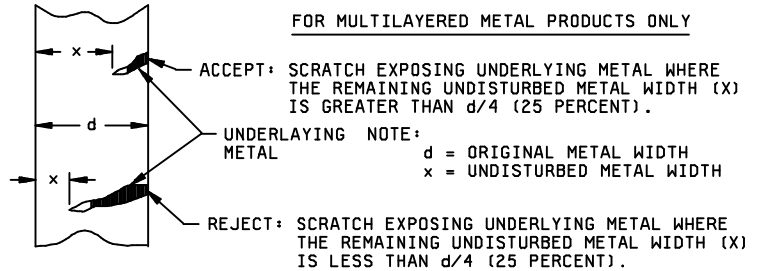 FOR MULTILAYERED METAL PRODUCTS ONLY
x
ACCEPT: SCRATCH EXPOSING UNDERLYING METAL WHERE
THE REMAINING UNDISTURBED METAL WIDTH (X)
IS GREATER THAN d/4 (25 PERCENT).
d
UNDERLAYING
METAL
NOTE:
d = ORIGINAL METAL WIDTH
x = UNDISTURBED METAL WIDTH
x
REJECT: SCRATCH EXPOSING UNDERLYING METAL WHERE
THE REMAINING UNDISTURBED METAL WIDTH (X)
IS LESS THAN d/4 (25 PERCENT).